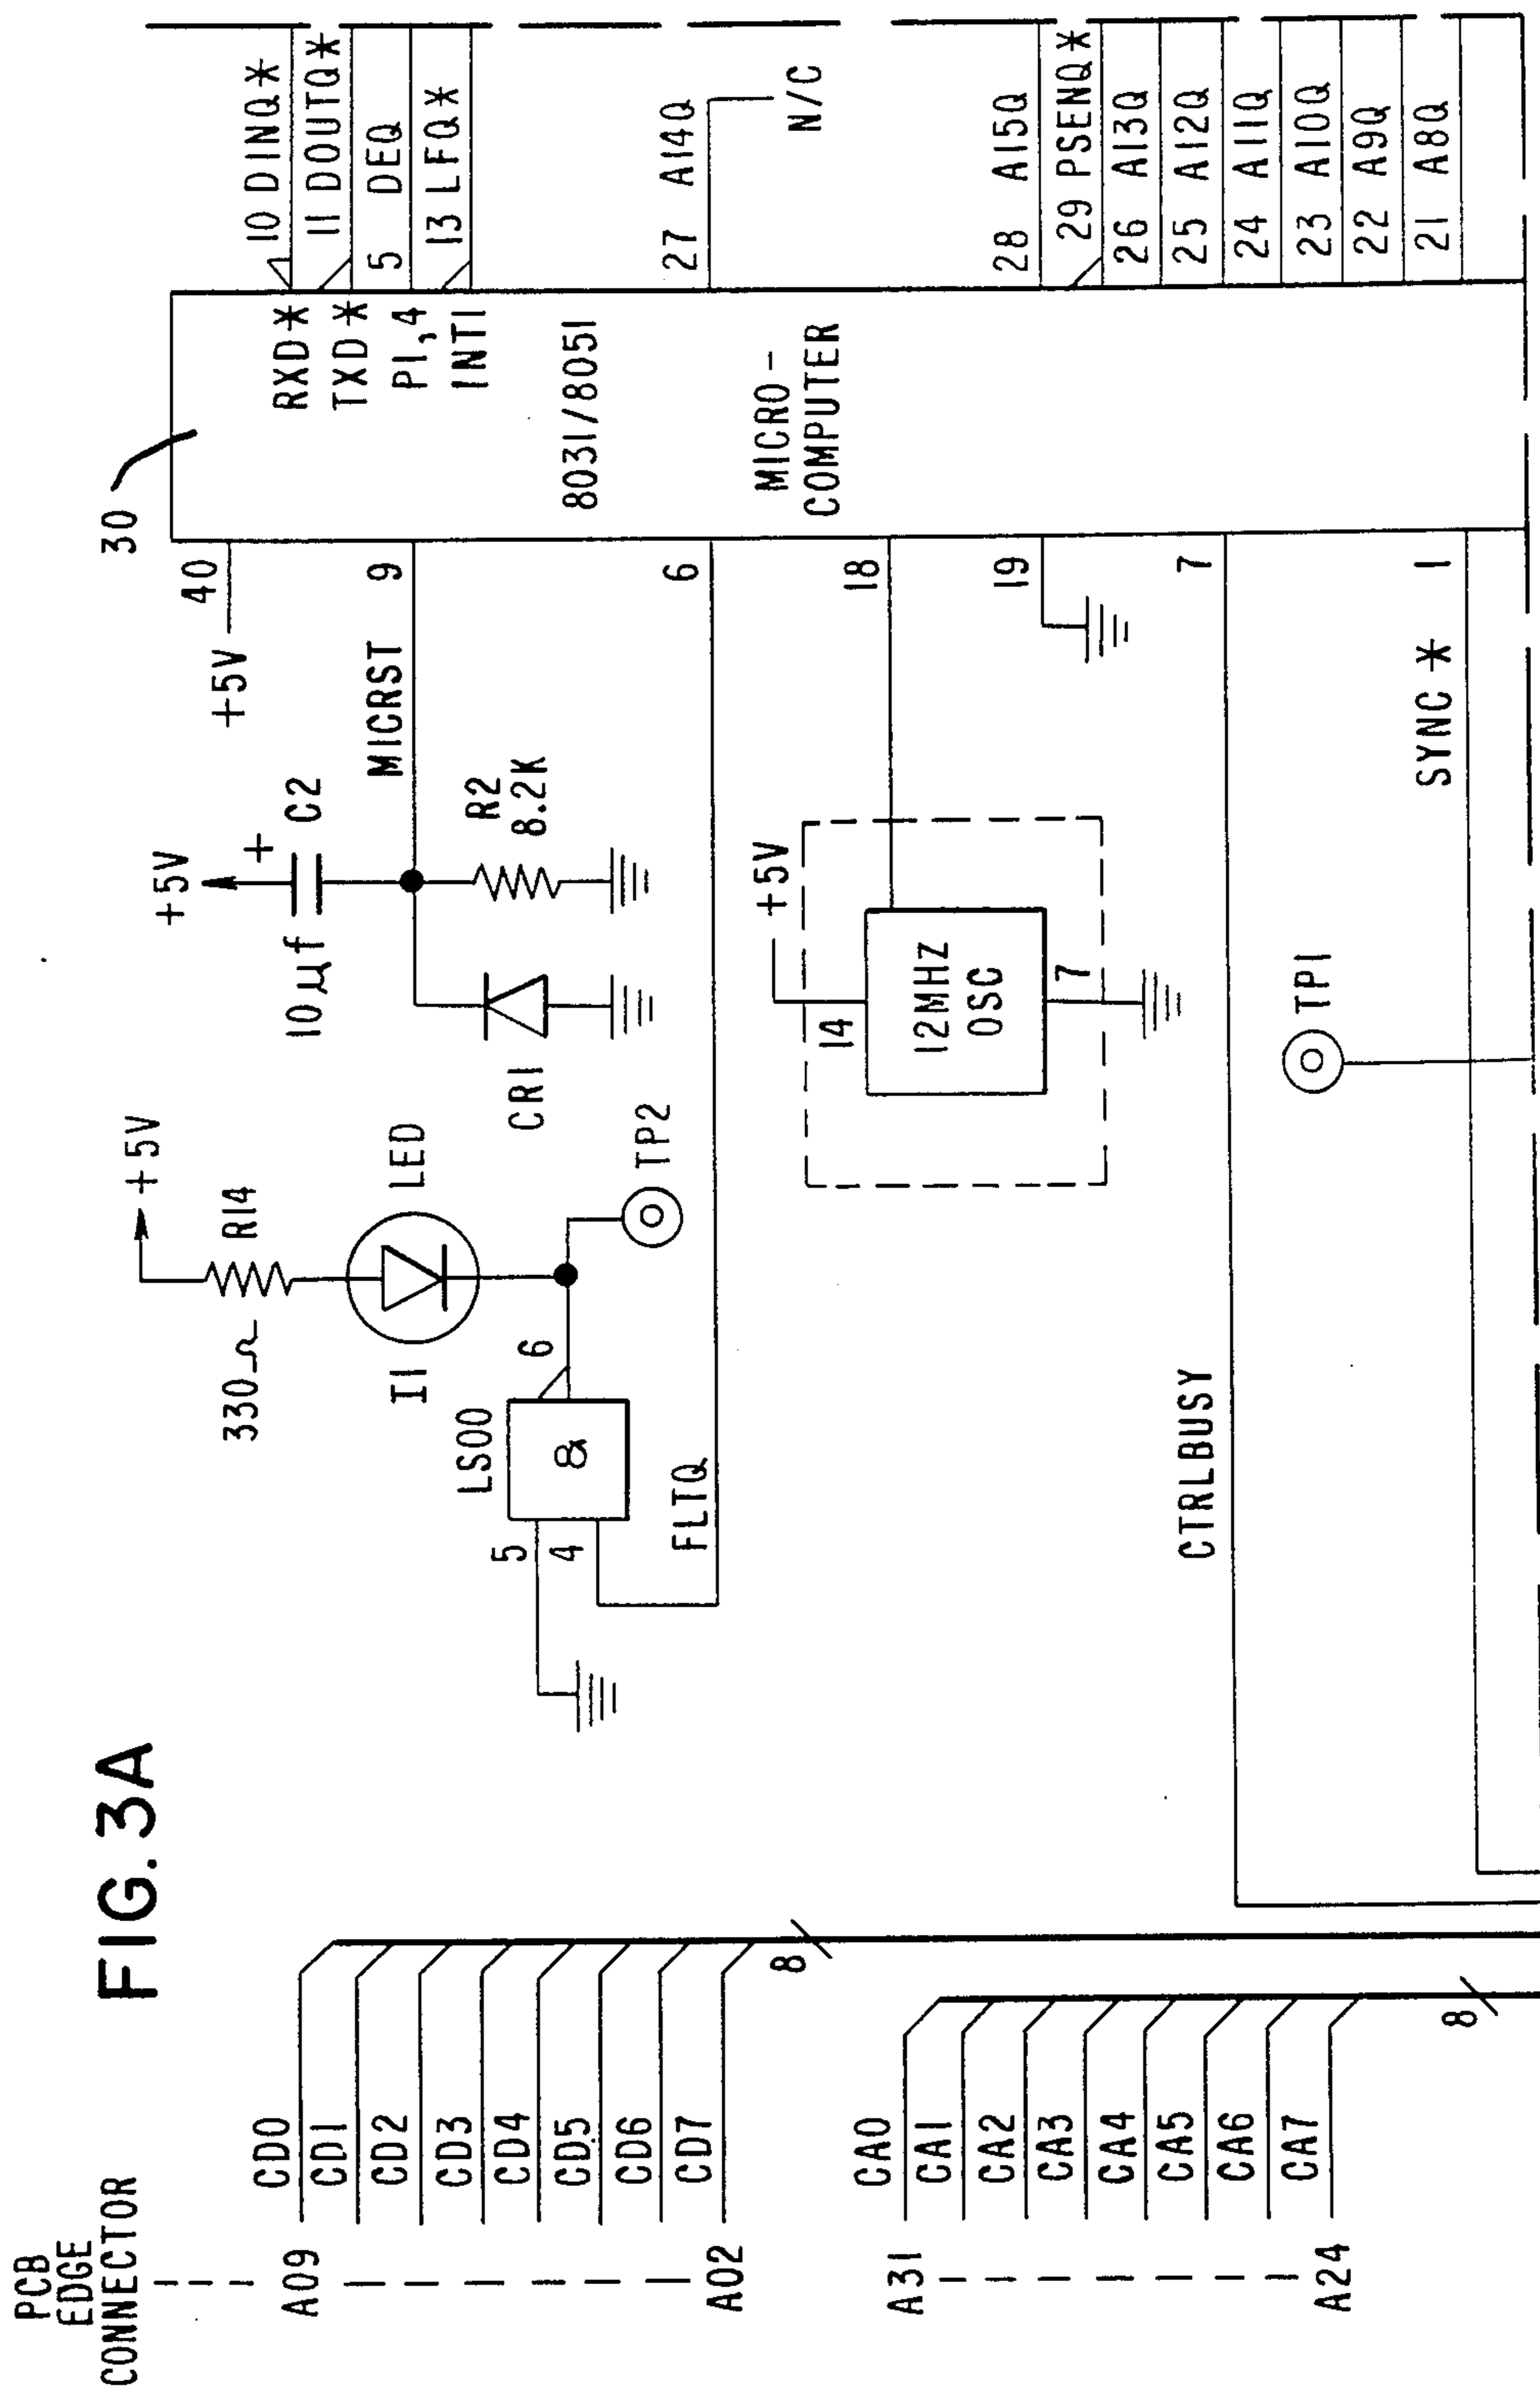 FIG. 3A
PCB
EDGE
CONNECTOR
A09
A02
CD0
CD1
CD2
CD3
CD4
CD5
CD6
CD7
8
A31
A24
CA0
CA1
CA2
CA3
CA4
CA5
CA6
CA7
8
+5V
R14
330Ω
I1
LED
LS00
&
5
4
6
TP2
FLTQ
+5V
+
C2
10µf
CR1
R2
8.2K
MICRST
+5V
14
12MHZ
OSC
7
CTRLBUSY
TP1
SYNC *
+5V
40
9
6
18
19
7
1
30
RXD*
TXD*
P1,4
INT1
8031/8051
MICRO-
COMPUTER
10 DINQ*
11 DOUTQ*
5 DEQ
13 LFQ*
27 A14Q
N/C
28 A15Q
29 PSENQ*
26 A13Q
25 A12Q
24 A11Q
23 A10Q
22 A9Q
21 A8Q